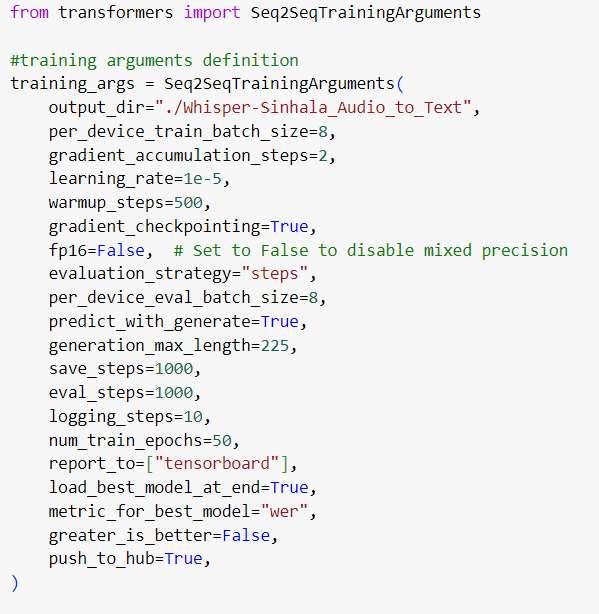 from transformers import Seq2SeqTrainingArguments

#training arguments definition
training_args = Seq2SeqTrainingArguments(
    output_dir="./Whisper-Sinhala_Audio_to_Text",
    per_device_train_batch_size=8,
    gradient_accumulation_steps=2,
    learning_rate=1e-5,
    warmup_steps=500,
    gradient_checkpointing=True,
    fp16=False,  # Set to False to disable mixed precision
    evaluation_strategy="steps",
    per_device_eval_batch_size=8,
    predict_with_generate=True,
    generation_max_length=225,
    save_steps=1000,
    eval_steps=1000,
    logging_steps=10,
    num_train_epochs=50,
    report_to=["tensorboard"],
    load_best_model_at_end=True,
    metric_for_best_model="wer",
    greater_is_better=False,
    push_to_hub=True,
)